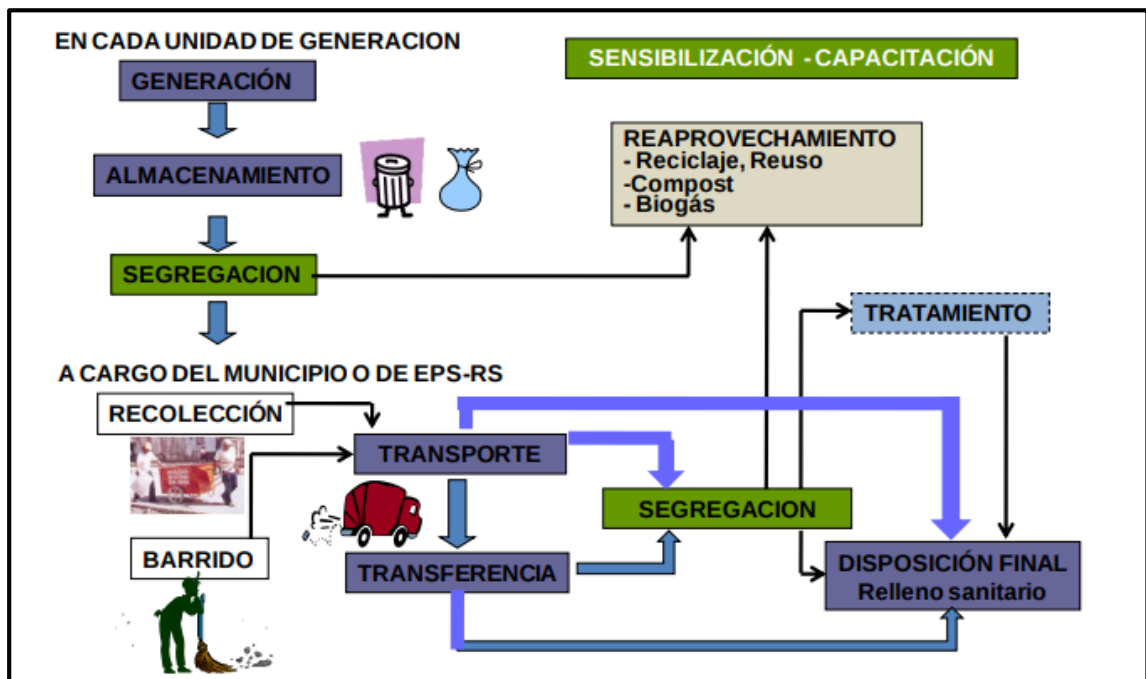 EN CADA UNIDAD DE GENERACION
SENSIBILIZACIÓN - CAPACITACIÓN
GENERACIÓN
REAPROVECHAMIENTO
- Reciclaje, Reuso
-Compost
- Biogás
ALMACENAMIENTO
SEGREGACION
TRATAMIENTO
A CARGO DEL MUNICIPIO O DE EPS-RS
RECOLECCIÓN
TRANSPORTE
SEGREGACION
BARRIDO
TRANSFERENCIA
DISPOSICIÓN FINAL
Relleno sanitario